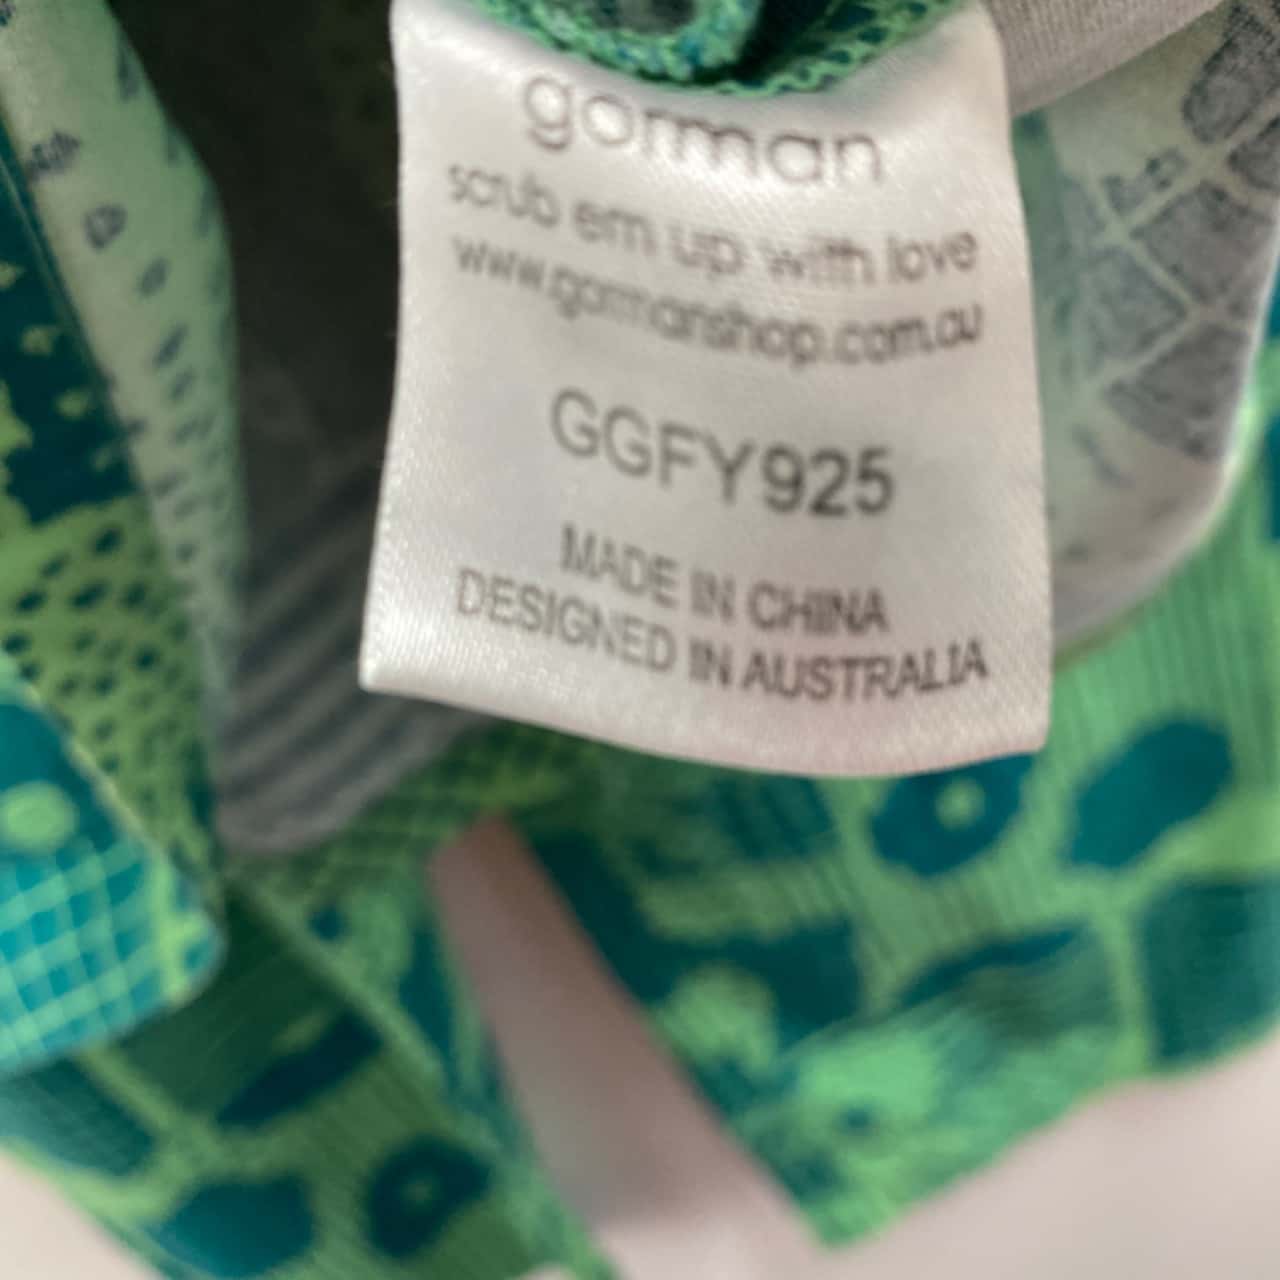 gorman
scrub em up with love
www.gormanshop.com.au
GGFY925
MADE IN CHINA
DESIGNED IN AUSTRALIA